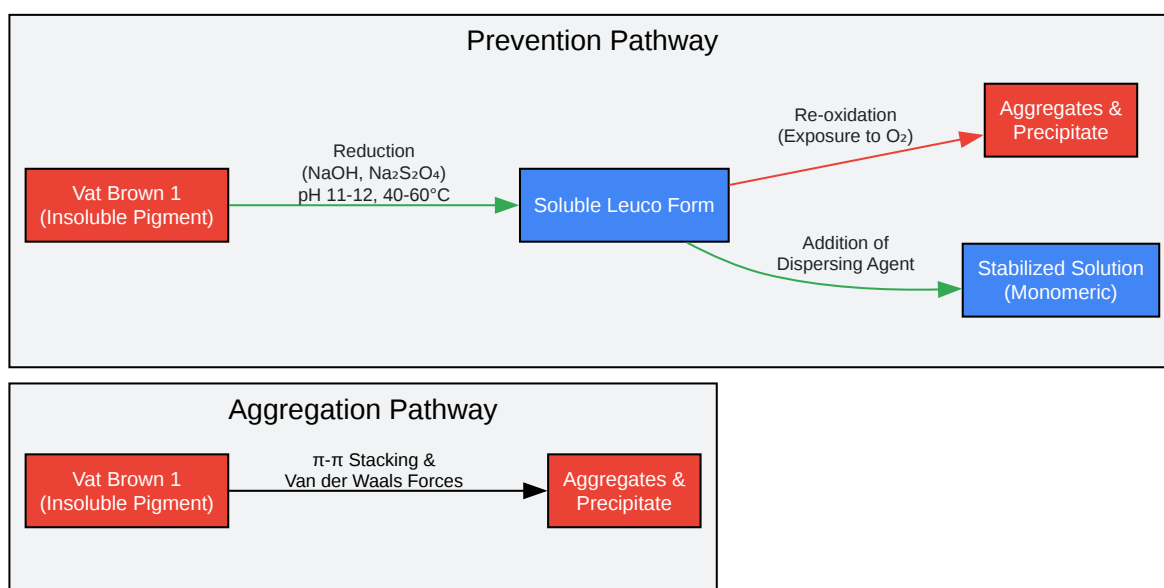 Prevention Pathway
Vat Brown 1
(Insoluble Pigment)
Reduction
(NaOH, Na₂S₂O₄)
pH 11-12, 40-60°C
Soluble Leuco Form
Re-oxidation
(Exposure to O₂)
Aggregates &
Precipitate
Addition of
Dispersing Agent
Stabilized Solution
(Monomeric)
Aggregation Pathway
Vat Brown 1
(Insoluble Pigment)
π-π Stacking &
Van der Waals Forces
Aggregates &
Precipitate